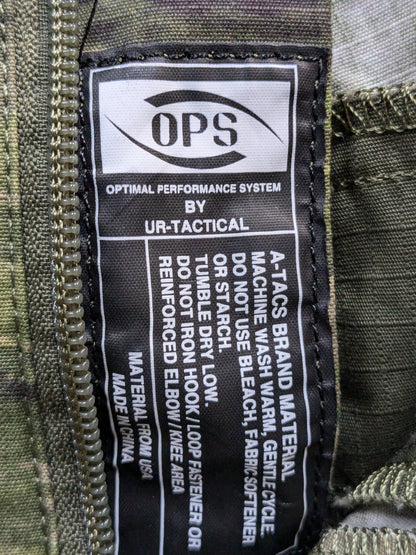 OPS
OPTIMAL PERFORMANCE SYSTEM
BY
UR-TACTICAL
A-TACS BRAND MATERIAL
MACHINE WASH WARM, GENTLE CYCLE.
DO NOT USE BLEACH, FABRIC SOFTENER
OR STARCH.
TUMBLE DRY LOW.
DO NOT IRON HOOK / LOOP FASTENER OR
REINFORCED ELBOW / KNEE AREA
MATERIAL FROM USA
MADE IN CHINA